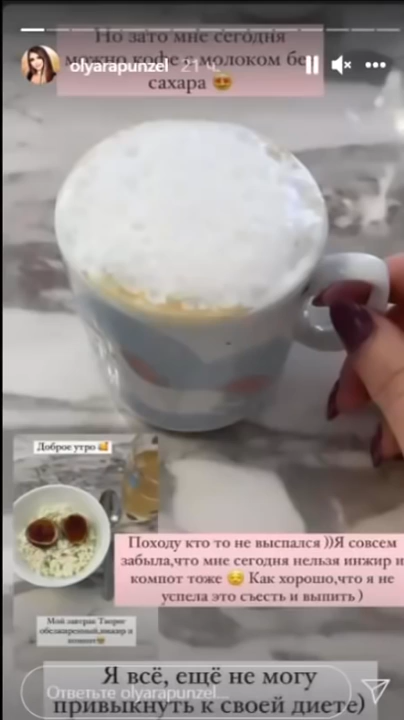 Но зато мне сегодня
можно кофе с молоком бе
сахара 😍
olyarapunzel 21 ч.
Доброе утро 🥰
Походу кто то не выспался ))Я совсем
забыла,что мне сегодня нельзя инжир и
компот тоже 😔 Как хорошо,что я не
успела это съесть и выпить)
Мой завтрак Творог
обезжиренный,инжир и
компот😍
Я всё, ещё не могу
Ответьте olyarapunzel...
привыкнуть к своей диете)